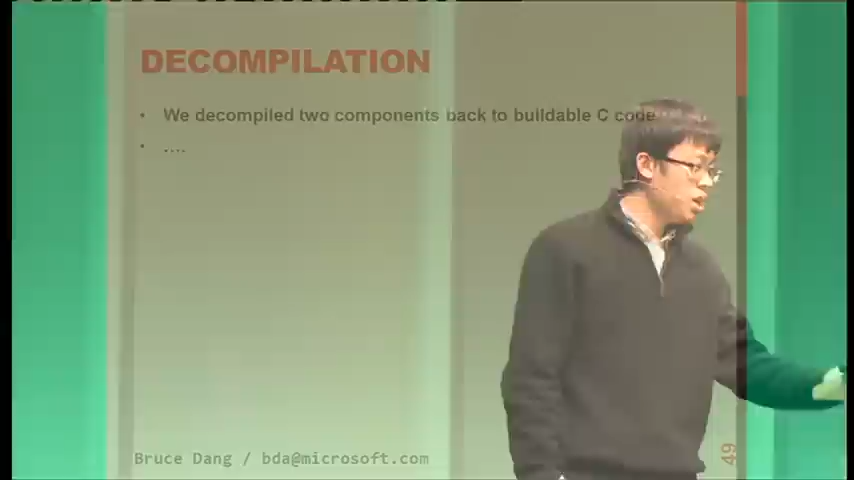 DECOMPILATION
• We decompiled two components back to buildable C code
• ....
Bruce Dang / bda@microsoft.com
49